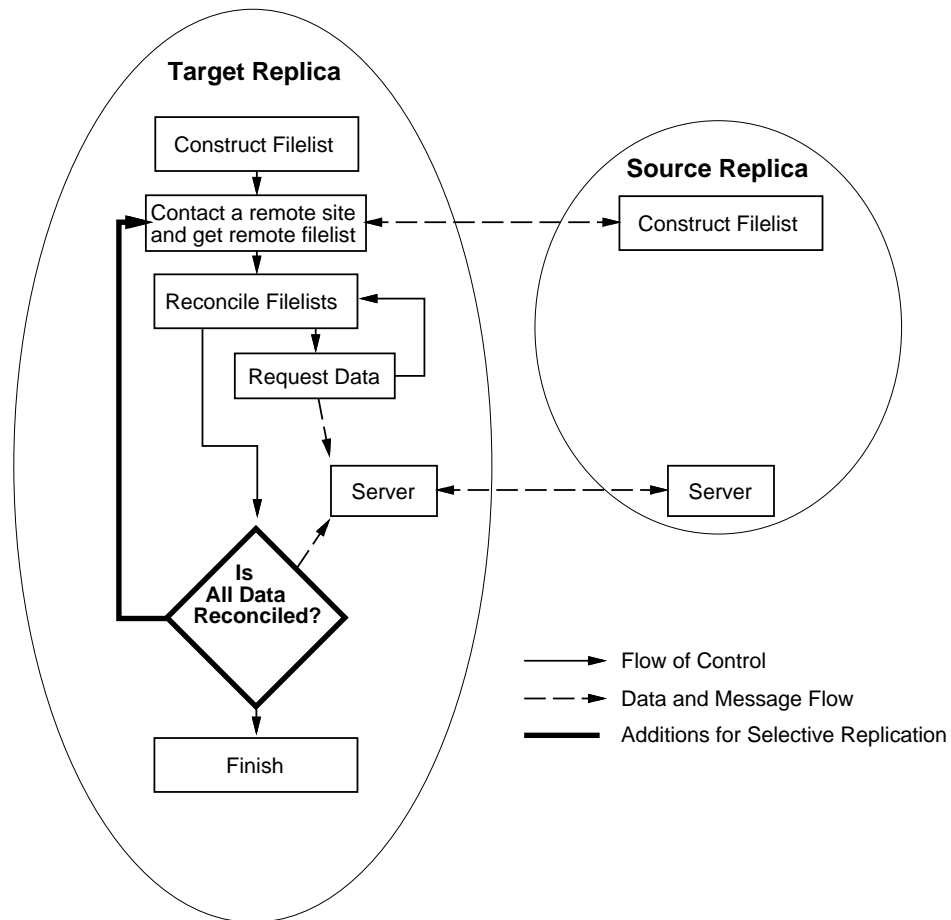 Target Replica
Construct Filelist
Contact a remote site
and get remote filelist
Reconcile Filelists
Request Data
Server
Is
All Data
Reconciled?
Finish
Source Replica
Construct Filelist
Server
Flow of Control
Data and Message Flow
Additions for Selective Replication